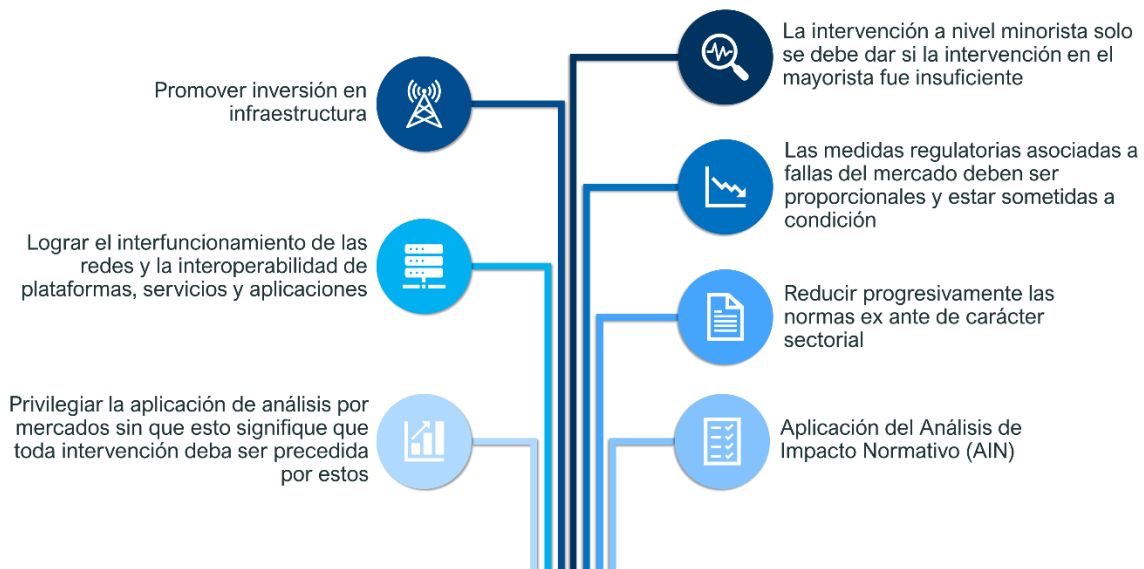 Promover inversión en
infraestructura
Lograr el interfuncionamiento de las
redes y la interoperabilidad de
plataformas, servicios y aplicaciones
Privilegiar la aplicación de análisis por
mercados sin que esto signifique que
toda intervención deba ser precedida
por estos
La intervención a nivel minorista solo
se debe dar si la intervención en el
mayorista fue insuficiente
Las medidas regulatorias asociadas a
fallas del mercado deben ser
proporcionales y estar sometidas a
condición
Reducir progresivamente las
normas ex ante de carácter
sectorial
Aplicación del Análisis de
Impacto Normativo (AIN)